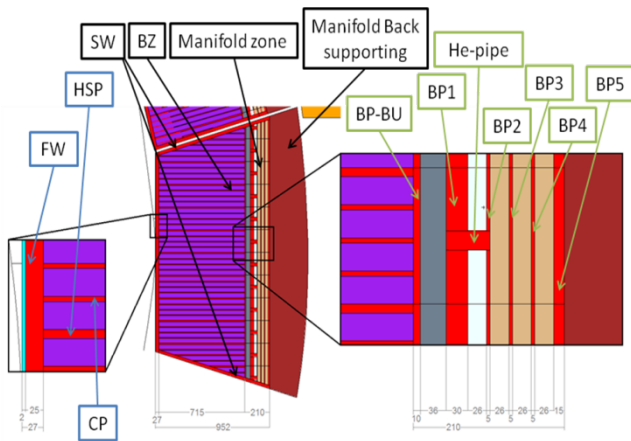 SW
BZ
Manifold zone
Manifold Back
supporting
He-pipe
HSP
FW
BP-BU
BP1
BP2
BP3
BP4
BP5
CP
2
25
27
27
715
210
952
10
36
30
26
5
26
5
26
5
26
15
210